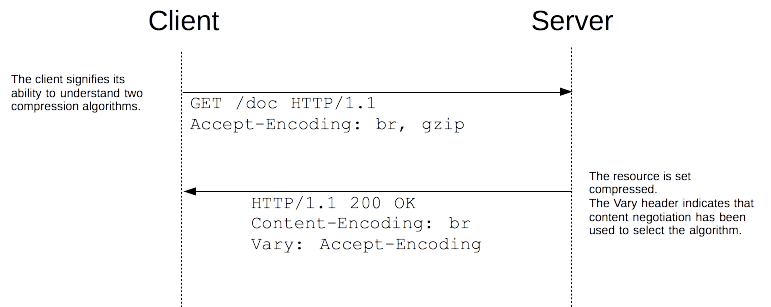 Client
Server
The client signifies its
ability to understand two
compression algorithms.
GET /doc HTTP/1.1
Accept-Encoding: br, gzip
The resource is set
compressed.
The Vary header indicates that
content negotiation has been
used to select the algorithm.
HTTP/1.1 200 OK
Content-Encoding: br
Vary: Accept-Encoding